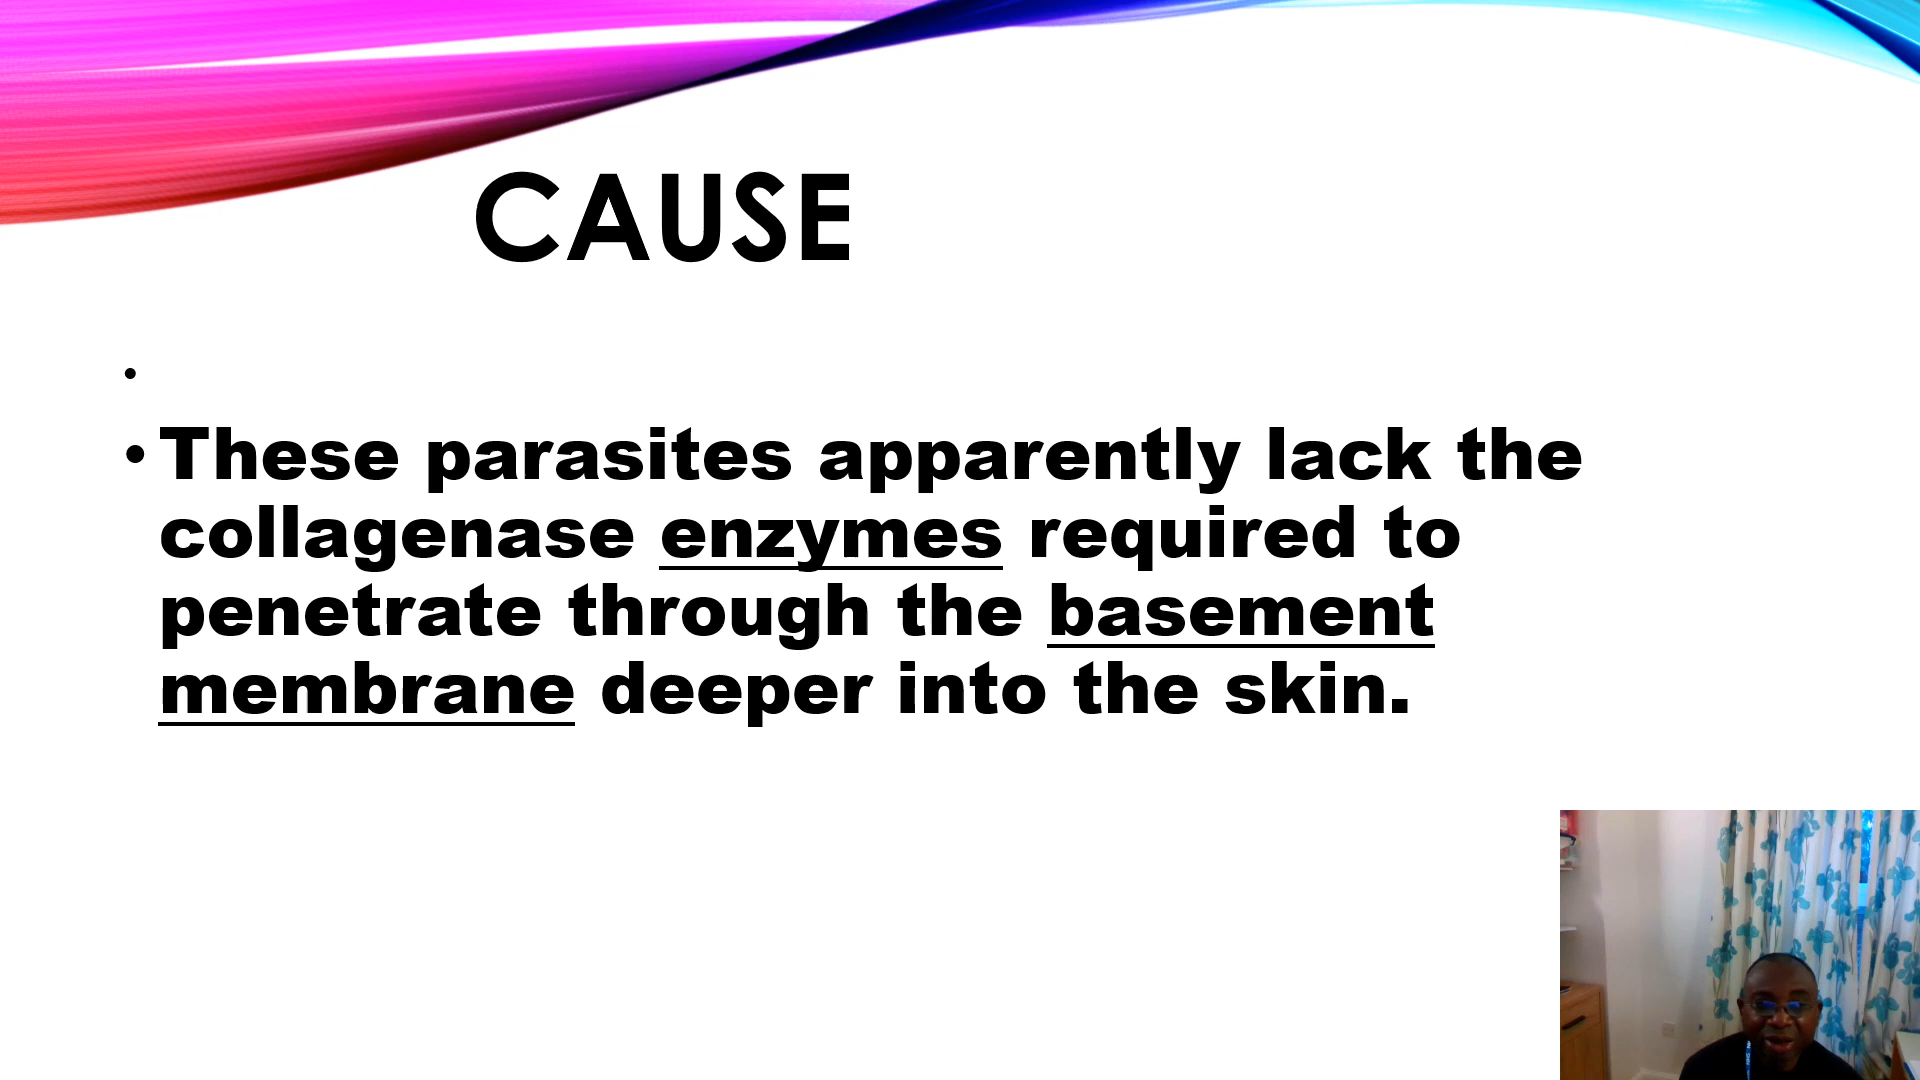 CAUSE
•
• These parasites apparently lack the
collagenase enzymes required to
penetrate through the basement
membrane deeper into the skin.